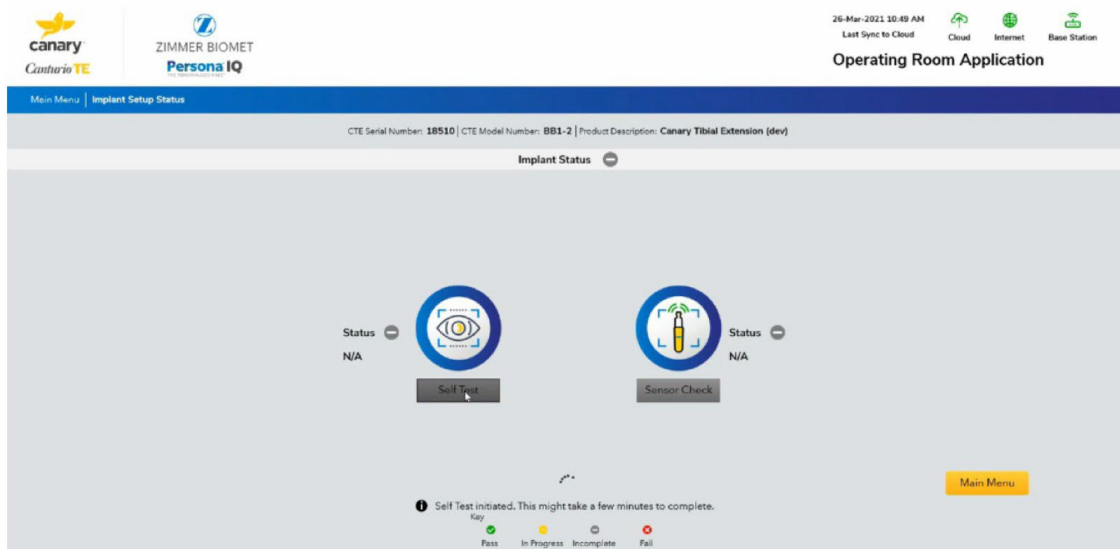 canary
Canturio TE
ZIMMER BIOMET
Persona IQ
26-Mar-2021 10:49 AM
Last Sync to Cloud
Cloud
Internet
Base Station
Operating Room Application
Main Menu | Implant Setup Status
CTE Serial Number: 18510 | CTE Model Number: BB1-2 | Product Description: Canary Tibial Extension (dev)
Implant Status
Status
N/A
Self Test
Status
N/A
Sensor Check
Main Menu
Self Test initiated. This might take a few minutes to complete.
Key
Pass
In Progress
Incomplete
Fail